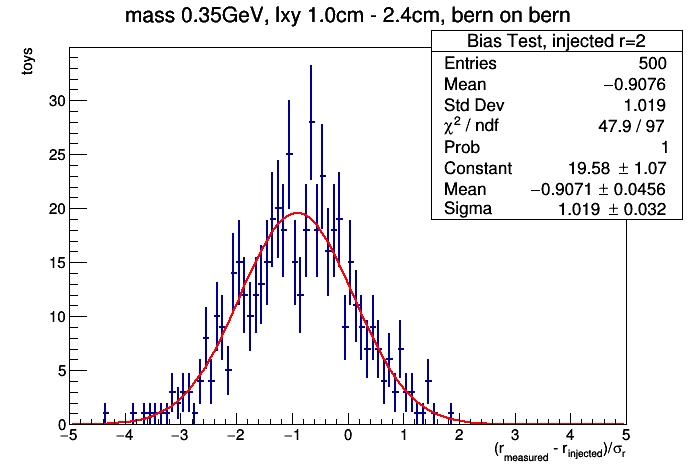 mass 0.35GeV, lxy 1.0cm - 2.4cm, bern on bern
Bias Test, injected r=2
Entries 500
Mean −0.9076
Std Dev 1.019
χ² / ndf 47.9 / 97
Prob 1
Constant 19.58 ± 1.07
Mean −0.9071 ± 0.0456
Sigma 1.019 ± 0.032
toys
30
25
20
15
10
5
0
−5 −4 −3 −2 −1 0 1 2 3 4 5
(r_measured - r_injected)/σ_r